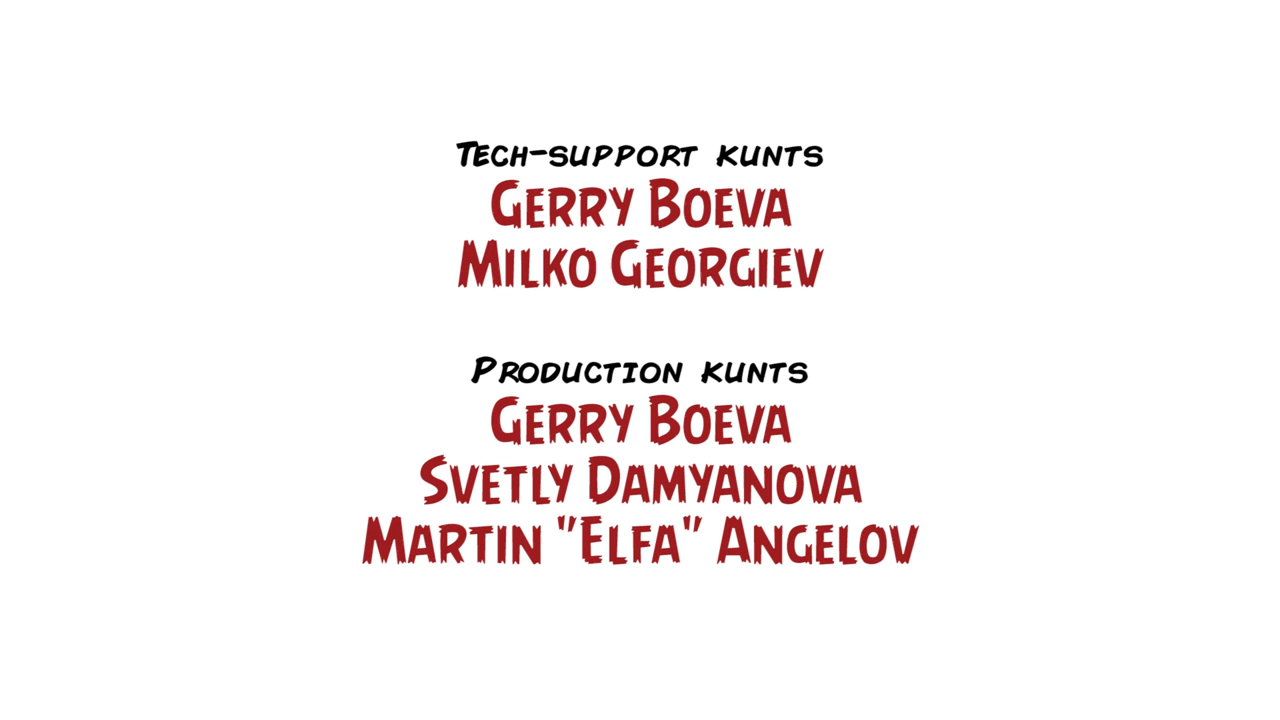 Tech-support kunts
Gerry Boeva
Milko Georgiev
Production kunts
Gerry Boeva
Svetly Damyanova
Martin "Elfa" Angelov